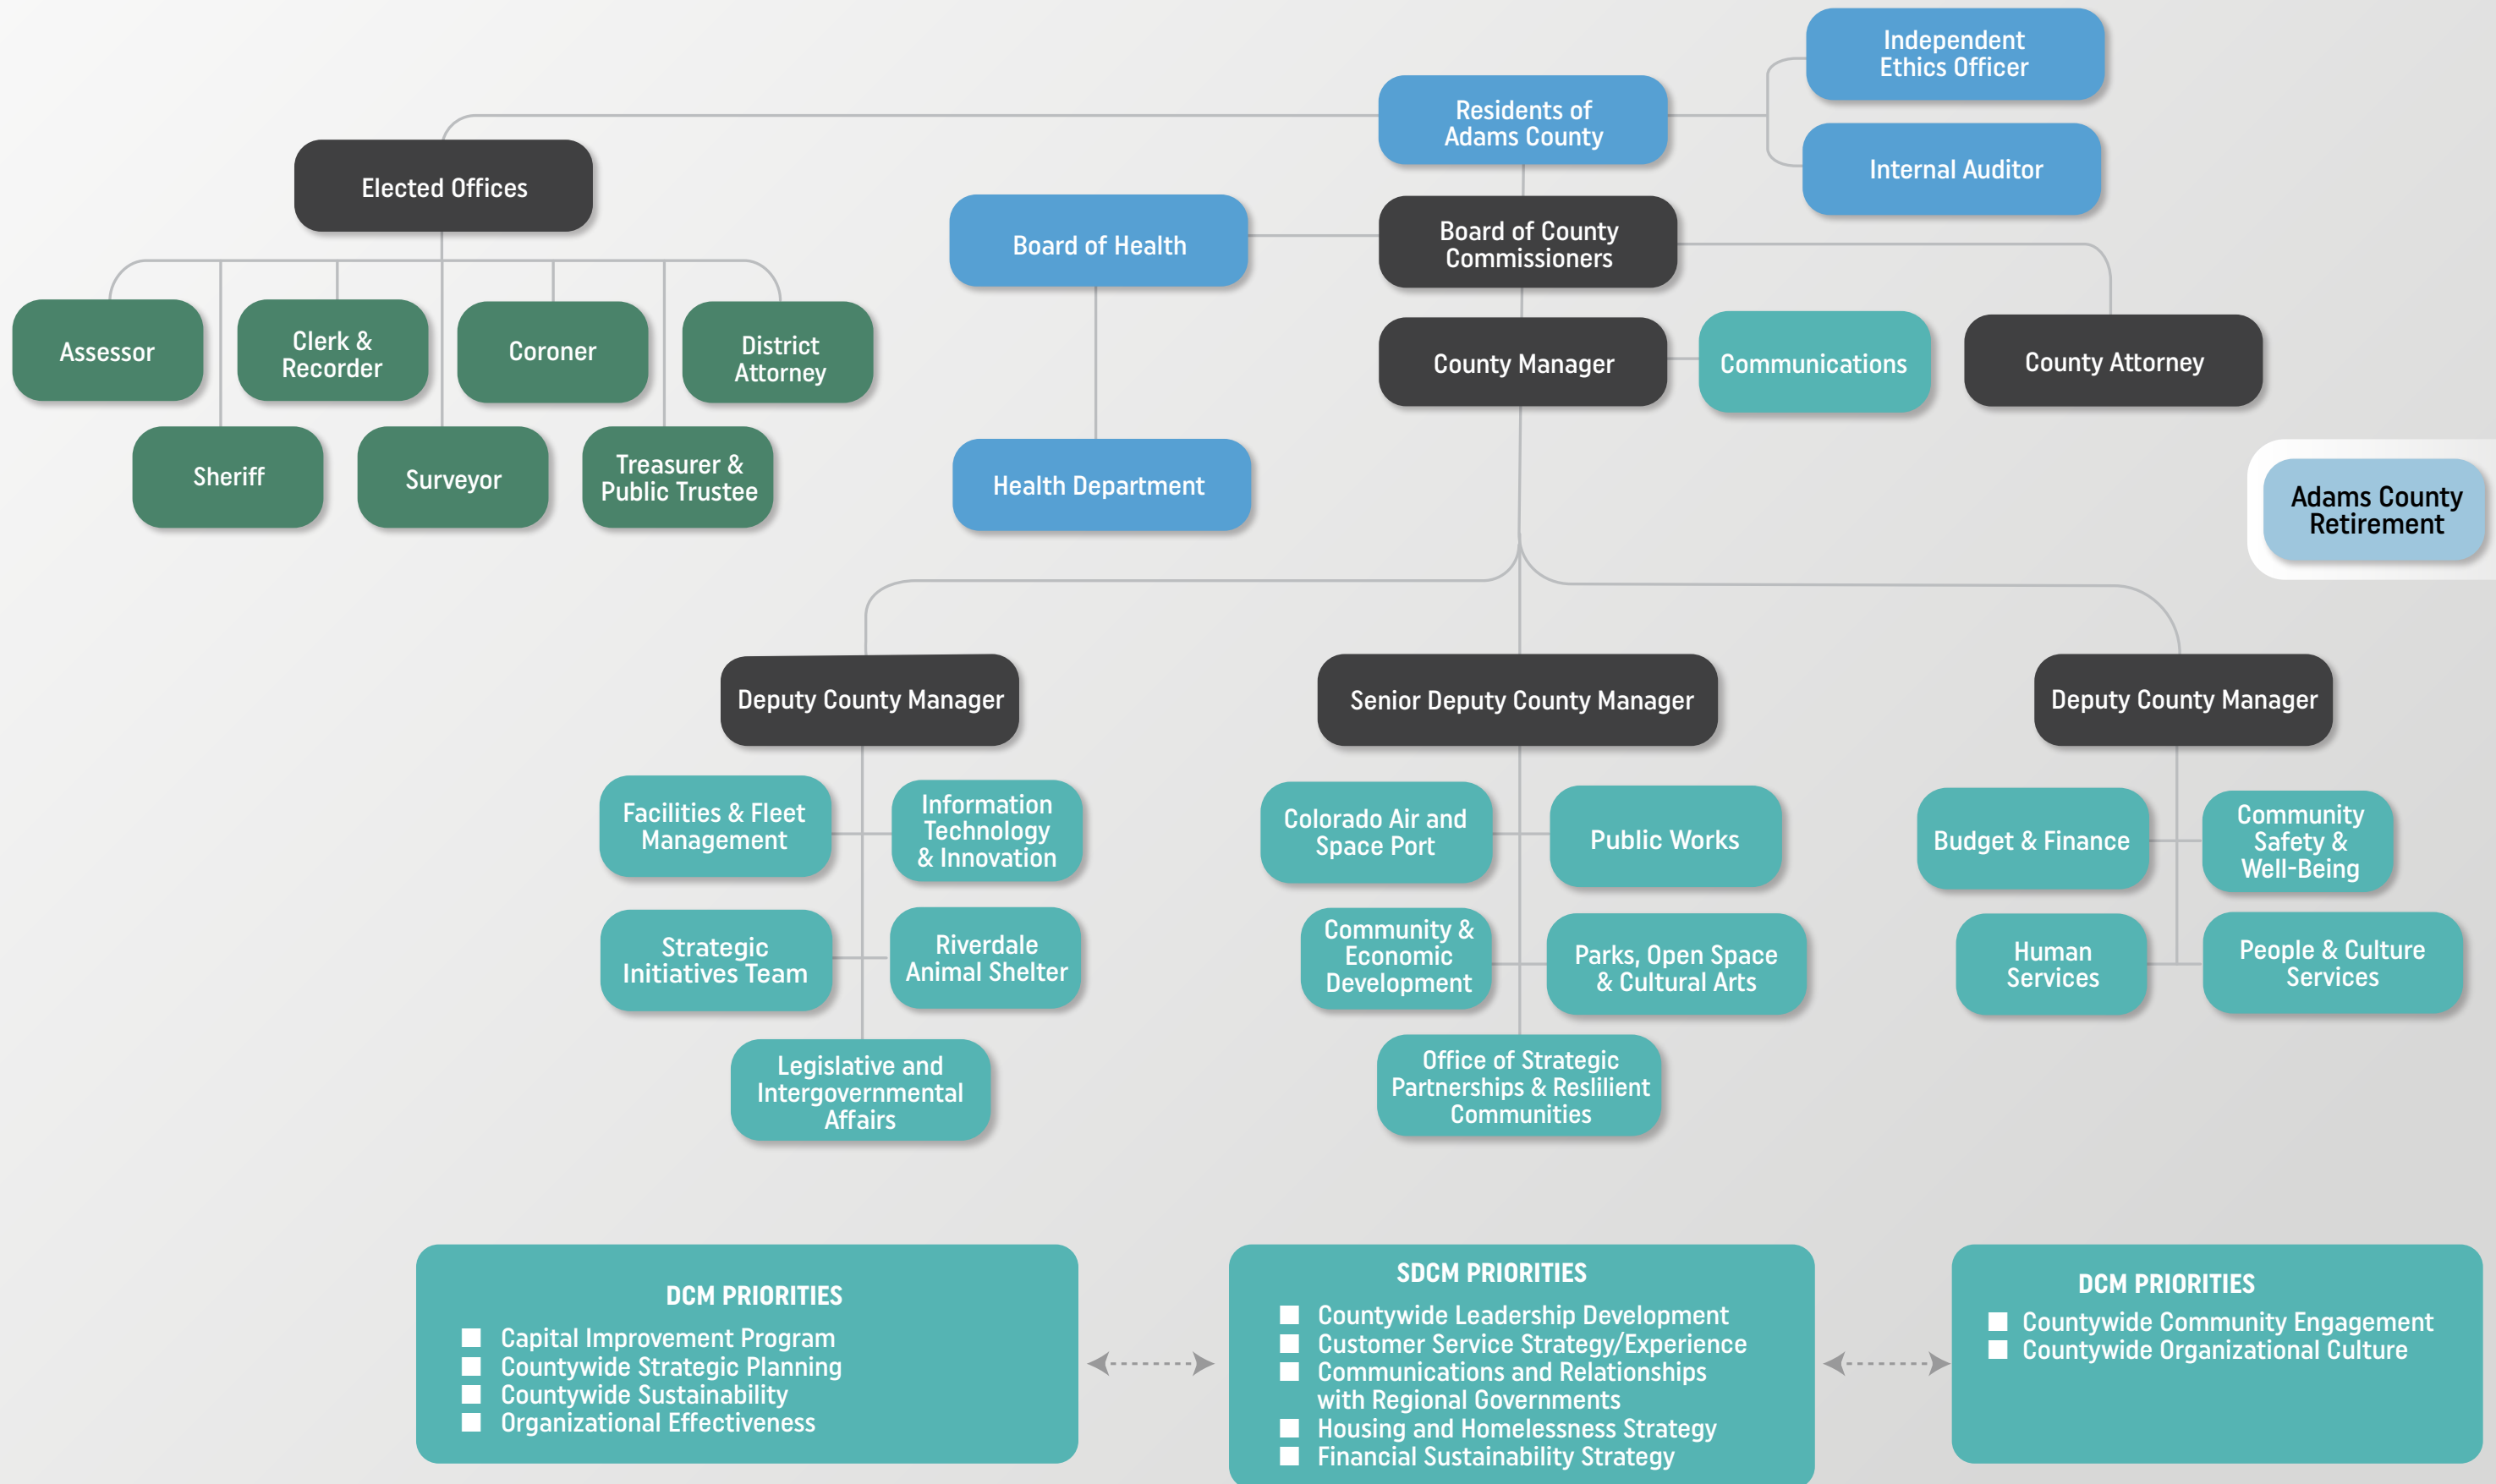 Independent
Ethics Officer
Residents of
Adams County
Internal Auditor
Elected Offices
Board of Health
Board of County
Commissioners
Assessor
Clerk &
Recorder
Coroner
District
Attorney
County Manager
Communications
County Attorney
Sheriff
Surveyor
Treasurer &
Public Trustee
Health Department
Adams County
Retirement
Deputy County Manager
Senior Deputy County Manager
Deputy County Manager
Facilities & Fleet
Management
Information
Technology
& Innovation
Strategic
Initiatives Team
Riverdale
Animal Shelter
Legislative and
Intergovernmental
Affairs
Colorado Air and
Space Port
Public Works
Community &
Economic
Development
Parks, Open Space
& Cultural Arts
Office of Strategic
Partnerships & Reslilient
Communities
Budget & Finance
Community
Safety &
Well-Being
Human
Services
People & Culture
Services
DCM PRIORITIES
Capital Improvement Program
Countywide Strategic Planning
Countywide Sustainability
Organizational Effectiveness
SDCM PRIORITIES
Countywide Leadership Development
Customer Service Strategy/Experience
Communications and Relationships
with Regional Governments
Housing and Homelessness Strategy
Financial Sustainability Strategy
DCM PRIORITIES
Countywide Community Engagement
Countywide Organizational Culture